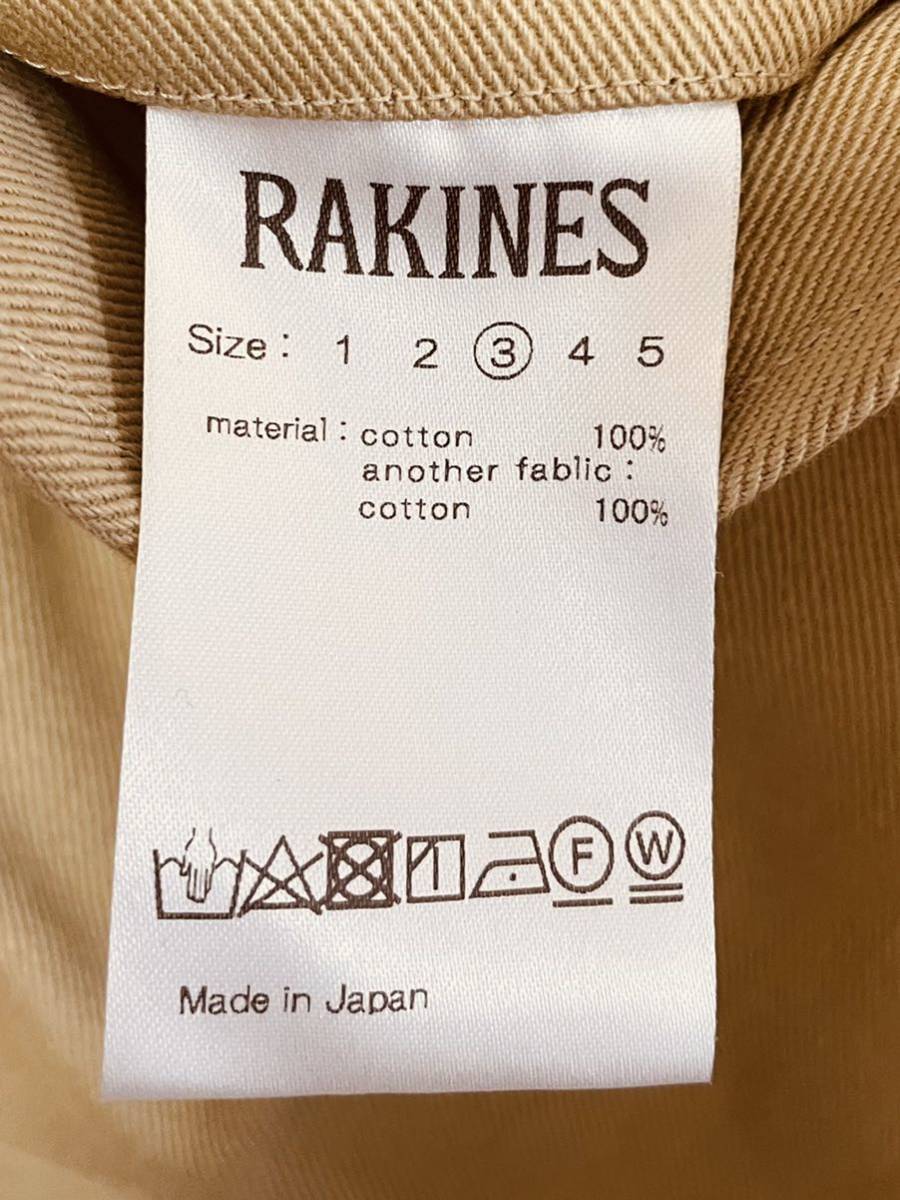 RAKINES
Size : 1 2 ③ 4 5
material : cotton 100%
another fablic :
cotton 100%
F W
Made in Japan